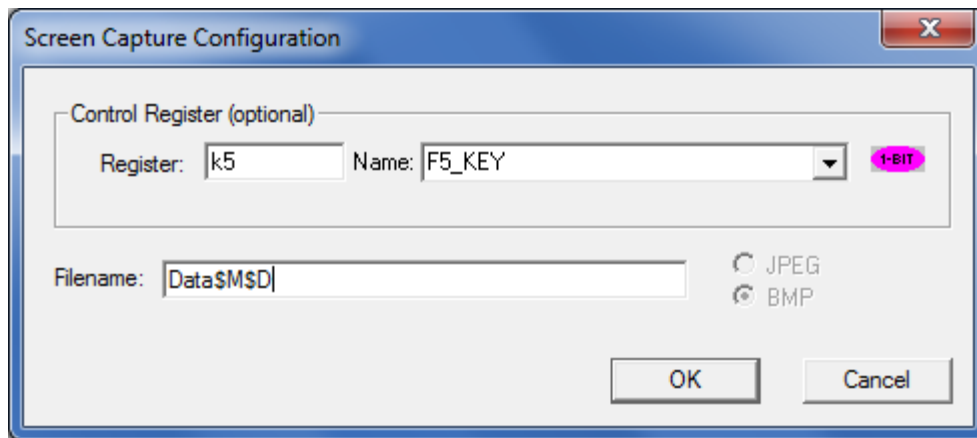 Screen Capture Configuration
X
Control Register (optional)
Register: k5 Name: F5_KEY 1-BIT
Filename: Data$M$D
JPEG
BMP
OK Cancel